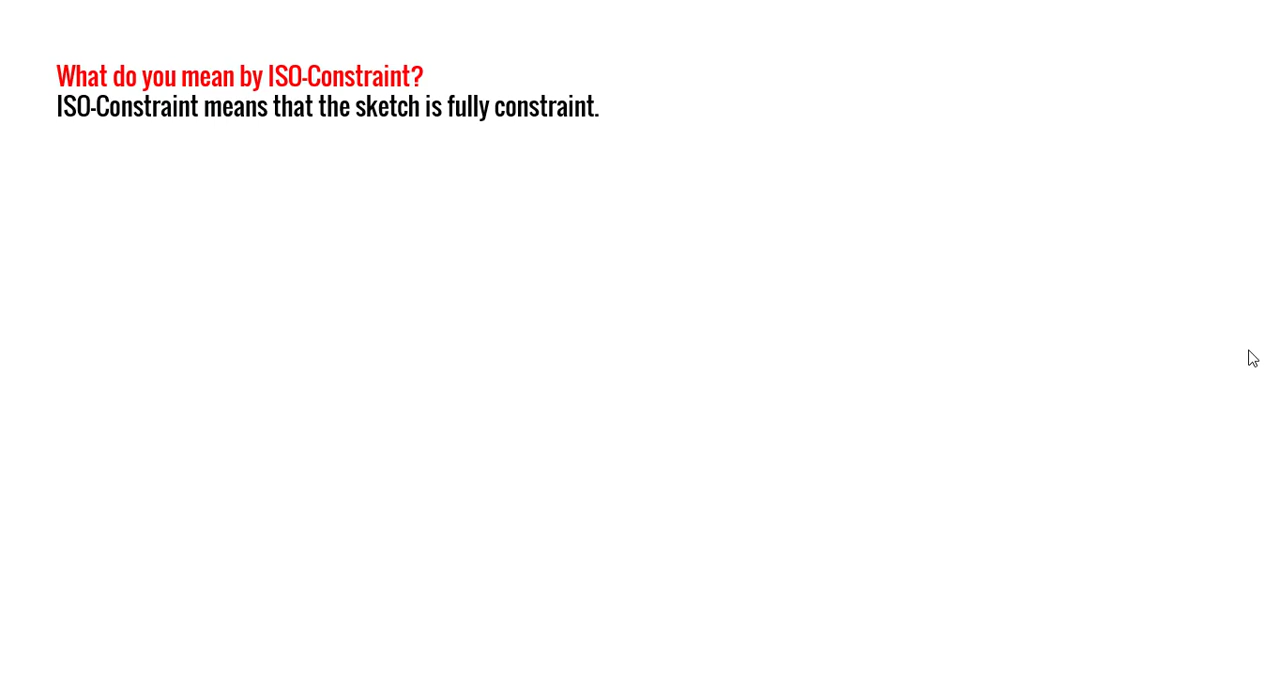 What do you mean by ISO-Constraint?
ISO-Constraint means that the sketch is fully constraint.